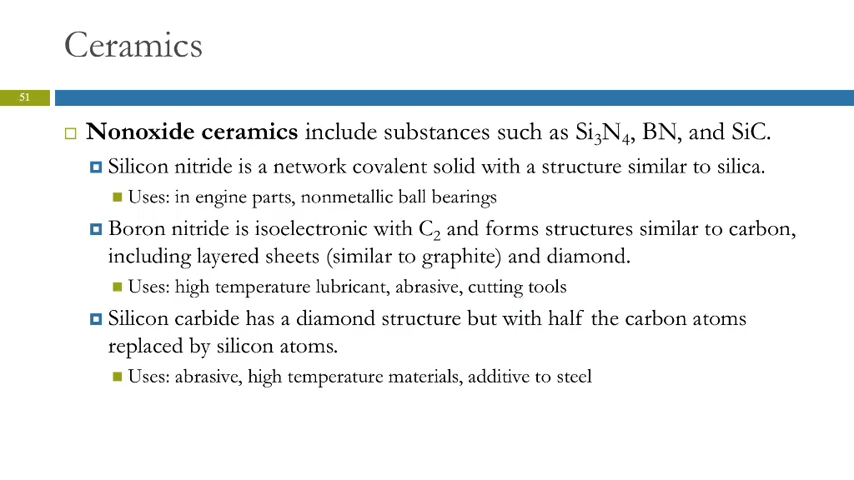 Ceramics
51
Nonoxide ceramics include substances such as Si₃N₄, BN, and SiC.
Silicon nitride is a network covalent solid with a structure similar to silica.
Uses: in engine parts, nonmetallic ball bearings
Boron nitride is isoelectronic with C₂ and forms structures similar to carbon,
including layered sheets (similar to graphite) and diamond.
Uses: high temperature lubricant, abrasive, cutting tools
Silicon carbide has a diamond structure but with half the carbon atoms
replaced by silicon atoms.
Uses: abrasive, high temperature materials, additive to steel